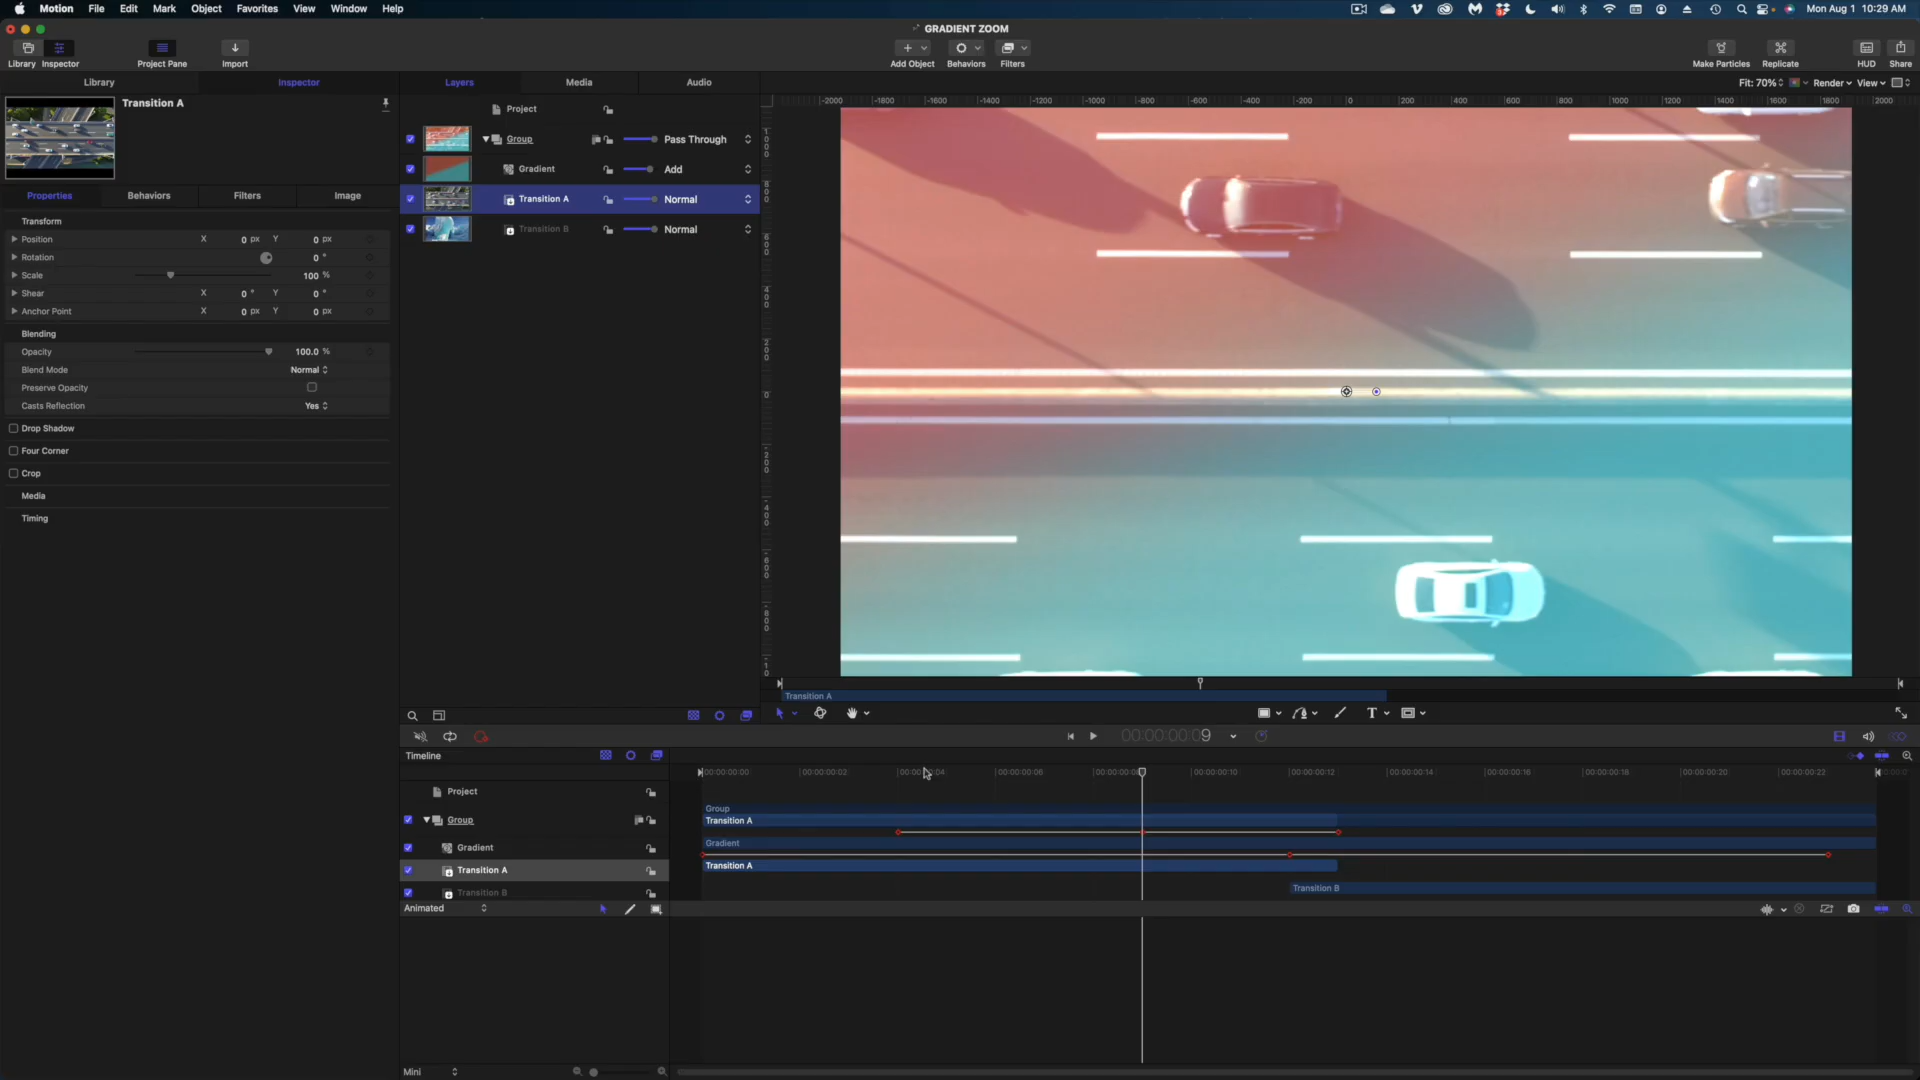 Motion File Edit Mark Object Favorites View Window Help
Mon Aug 1 10:29 AM
GRADIENT ZOOM
Library Inspector Project Pane Import
Add Object Behaviors Filters
Make Particles Replicate HUD Share
Library Inspector
Layers Media Audio
Fit: 70% Render View
Transition A
Properties Behaviors Filters Image
Transform
Position X 0 px Y 0 px
Rotation 0 °
Scale 100 %
Shear X 0 ° Y 0 °
Anchor Point X 0 px Y 0 px
Blending
Opacity 100.0 %
Blend Mode Normal
Preserve Opacity
Casts Reflection Yes
Drop Shadow
Four Corner
Crop
Media
Timing
Project
Group Pass Through
Gradient Add
Transition A Normal
Transition B Normal
-2000 -1800 -1600 -1400 -1200 -1000 -800 -600 -400 -200 0 200 400 600 800 1000 1200 1400 1600 1800 2000
Transition A
T
00:00:00:09
Timeline
00:00:00:00 00:00:00:02 00:00:00:06 00:00:00:10 00:00:00:12 00:00:00:14 00:00:00:16 00:00:00:18 00:00:00:20 00:00:00:22
Project
Group
Gradient
Transition A
Transition B
Group
Transition A
Gradient
Transition A
Transition B
Animated
Mini